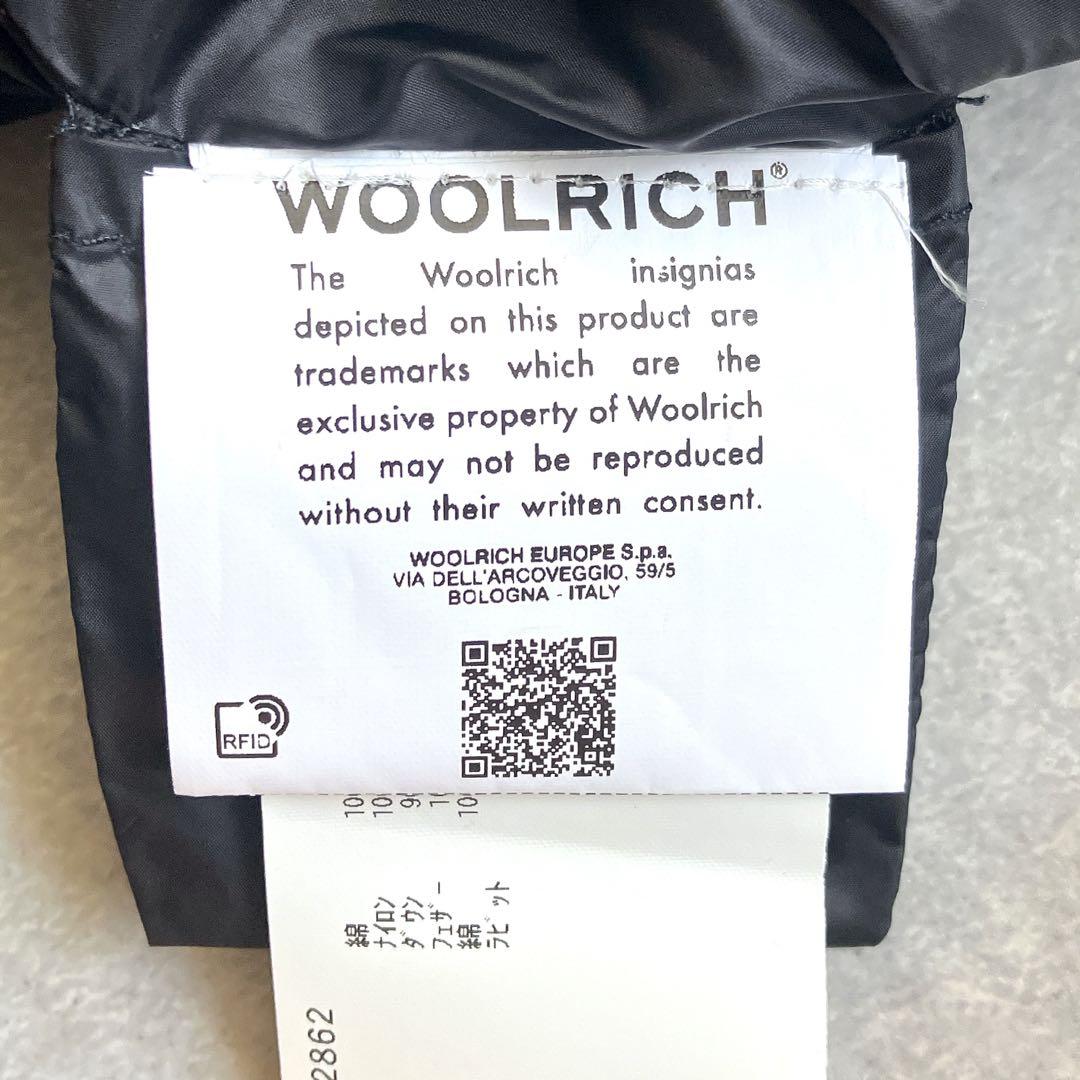 WOOLRICH®
The Woolrich insignias
depicted on this product are
trademarks which are the
exclusive property of Woolrich
and may not be reproduced
without their written consent.
WOOLRICH EUROPE S.p.a.
VIA DELL'ARCOVEGGIO, 59/5
BOLOGNA - ITALY
RFID
綿
ナイロン
ダウン
フェザー
綿
ラビット
2862